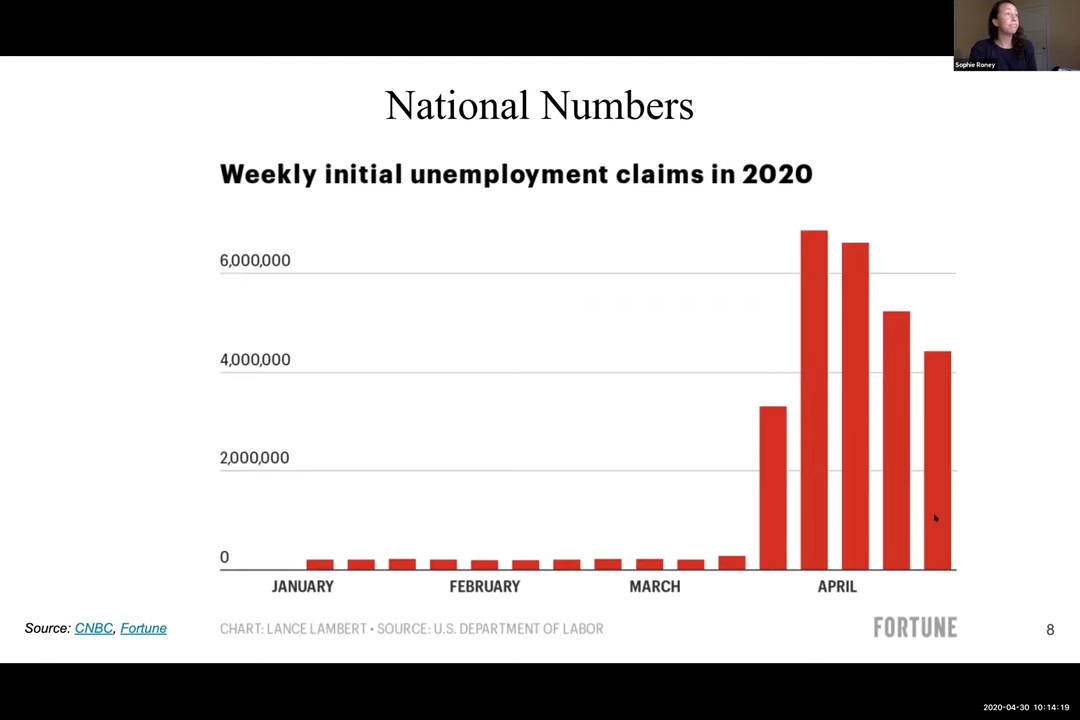 Sophie Roney
National Numbers
Weekly initial unemployment claims in 2020
6,000,000
4,000,000
2,000,000
0
JANUARY FEBRUARY MARCH APRIL
Source: CNBC, Fortune
CHART: LANCE LAMBERT • SOURCE: U.S. DEPARTMENT OF LABOR
FORTUNE
8
2020-04-30 10:14:19